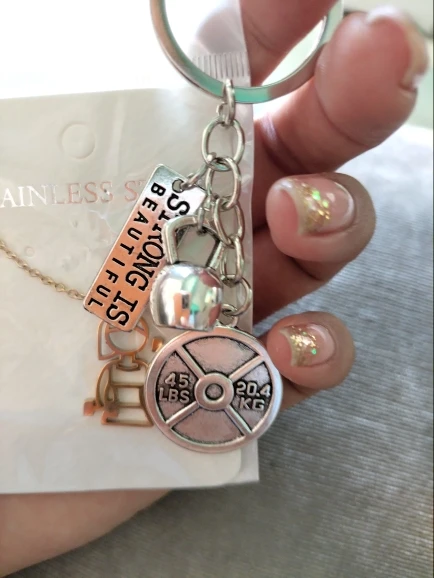 AINLESS S
STRONG IS
BEAUTIFUL
45 20.4
LBS KG